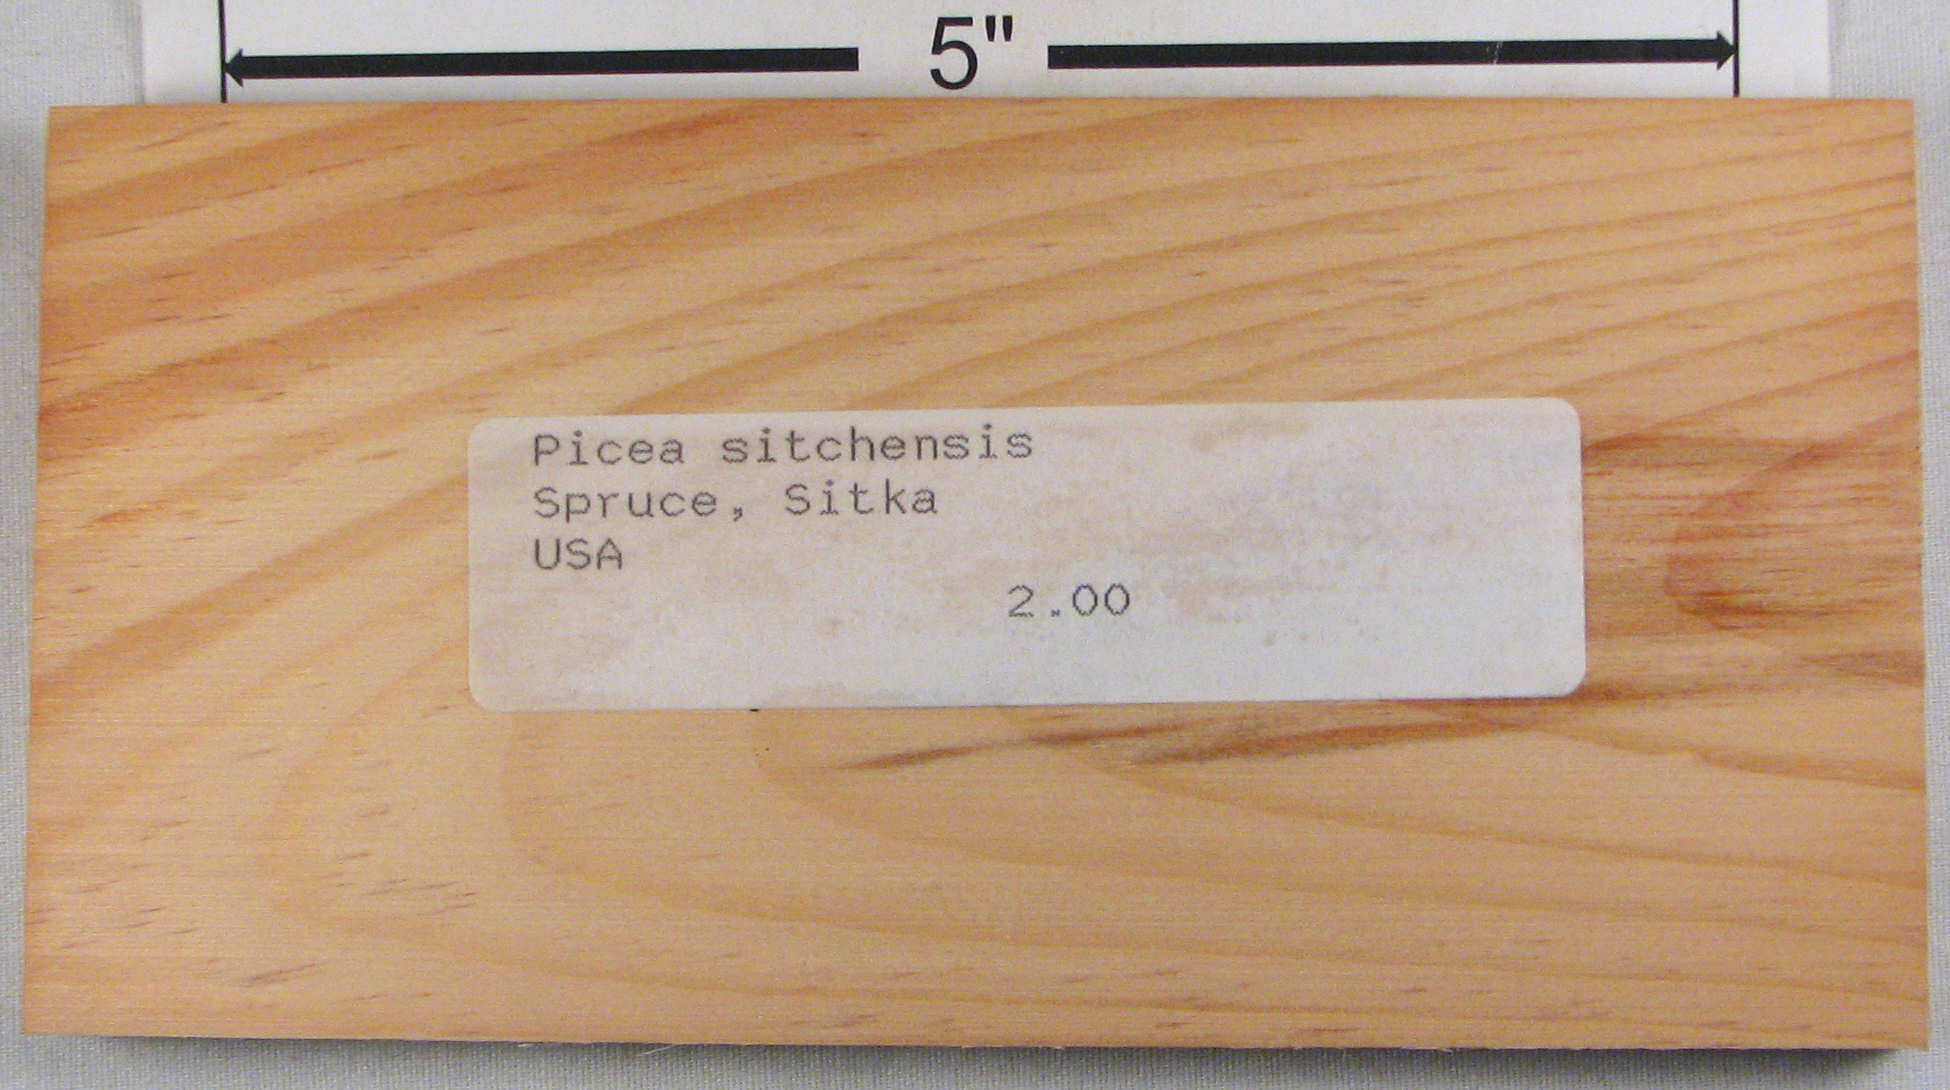 5"
Picea sitchensis
Spruce, Sitka
USA
2.00